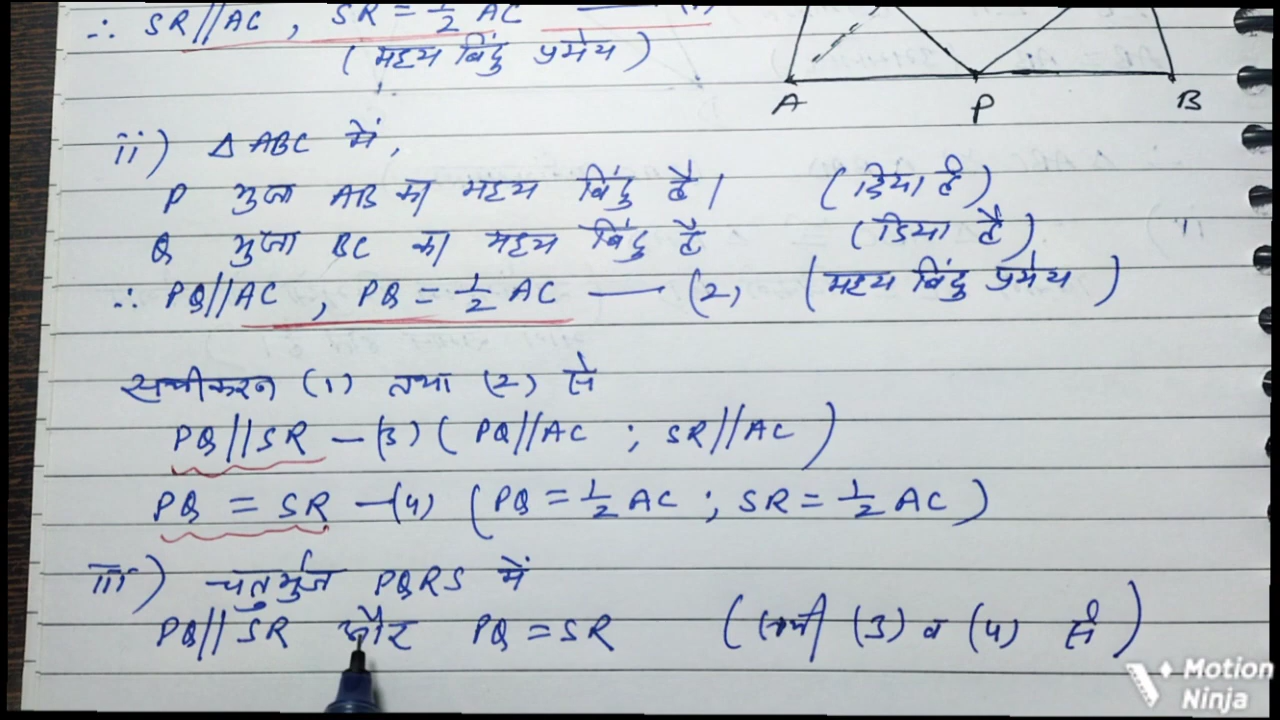 ∴ SR//AC , SR = 1/2 AC —— (1)
(मध्य बिंदु प्रमेय)
A P B
ii) Δ ABC में,
P भुजा AB का मध्य बिंदु है। (दिया है)
Q भुजा BC का मध्य बिंदु है (दिया है)
∴ PQ//AC , PQ = 1/2 AC —— (2) (मध्य बिंदु प्रमेय)
समीकरन (1) तथा (2) से
PQ//SR — (3) ( PQ//AC ; SR//AC )
PQ = SR — (4) ( PQ = 1/2 AC ; SR = 1/2 AC )
iii) चतुर्भुज PQRS में
PQ//SR और PQ = SR ( (3) व (4) से )
Motion
Ninja